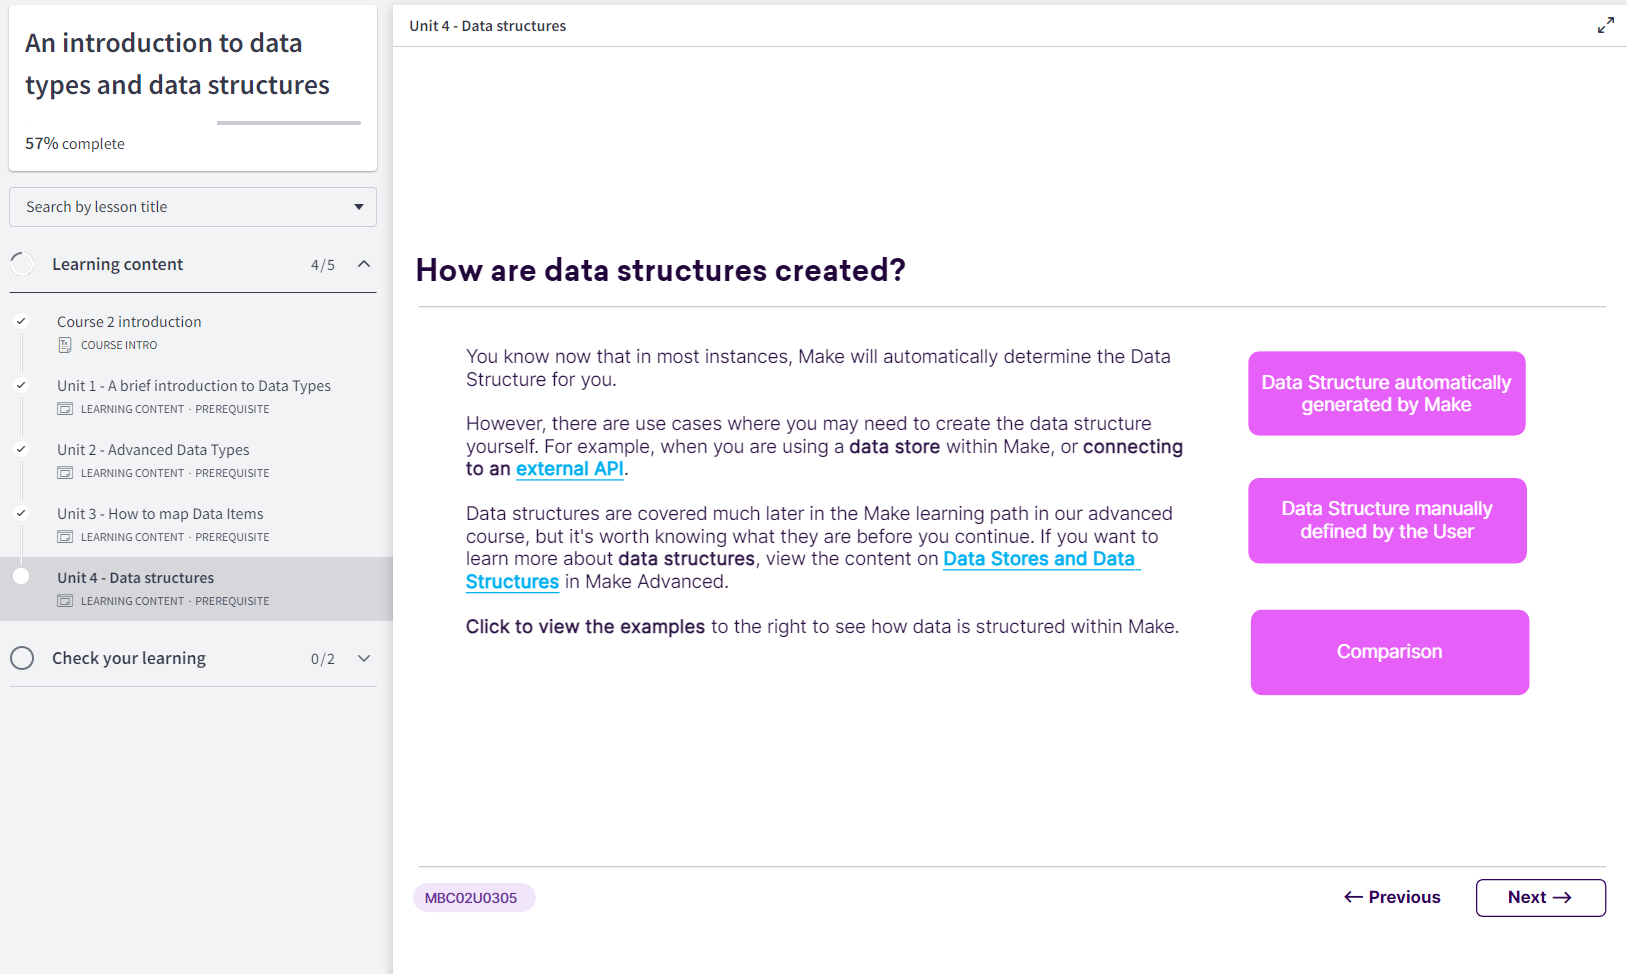 An introduction to data
types and data structures
57% complete
Search by lesson title
Learning content 4/5
Course 2 introduction
COURSE INTRO
Unit 1 - A brief introduction to Data Types
LEARNING CONTENT · PREREQUISITE
Unit 2 - Advanced Data Types
LEARNING CONTENT · PREREQUISITE
Unit 3 - How to map Data Items
LEARNING CONTENT · PREREQUISITE
Unit 4 - Data structures
LEARNING CONTENT · PREREQUISITE
Check your learning 0/2
Unit 4 - Data structures
How are data structures created?
You know now that in most instances, Make will automatically determine the Data
Structure for you.
However, there are use cases where you may need to create the data structure
yourself. For example, when you are using a data store within Make, or connecting
to an external API.
Data structures are covered much later in the Make learning path in our advanced
course, but it's worth knowing what they are before you continue. If you want to
learn more about data structures, view the content on Data Stores and Data
Structures in Make Advanced.
Click to view the examples to the right to see how data is structured within Make.
Data Structure automatically
generated by Make
Data Structure manually
defined by the User
Comparison
MBC02U0305
← Previous
Next →